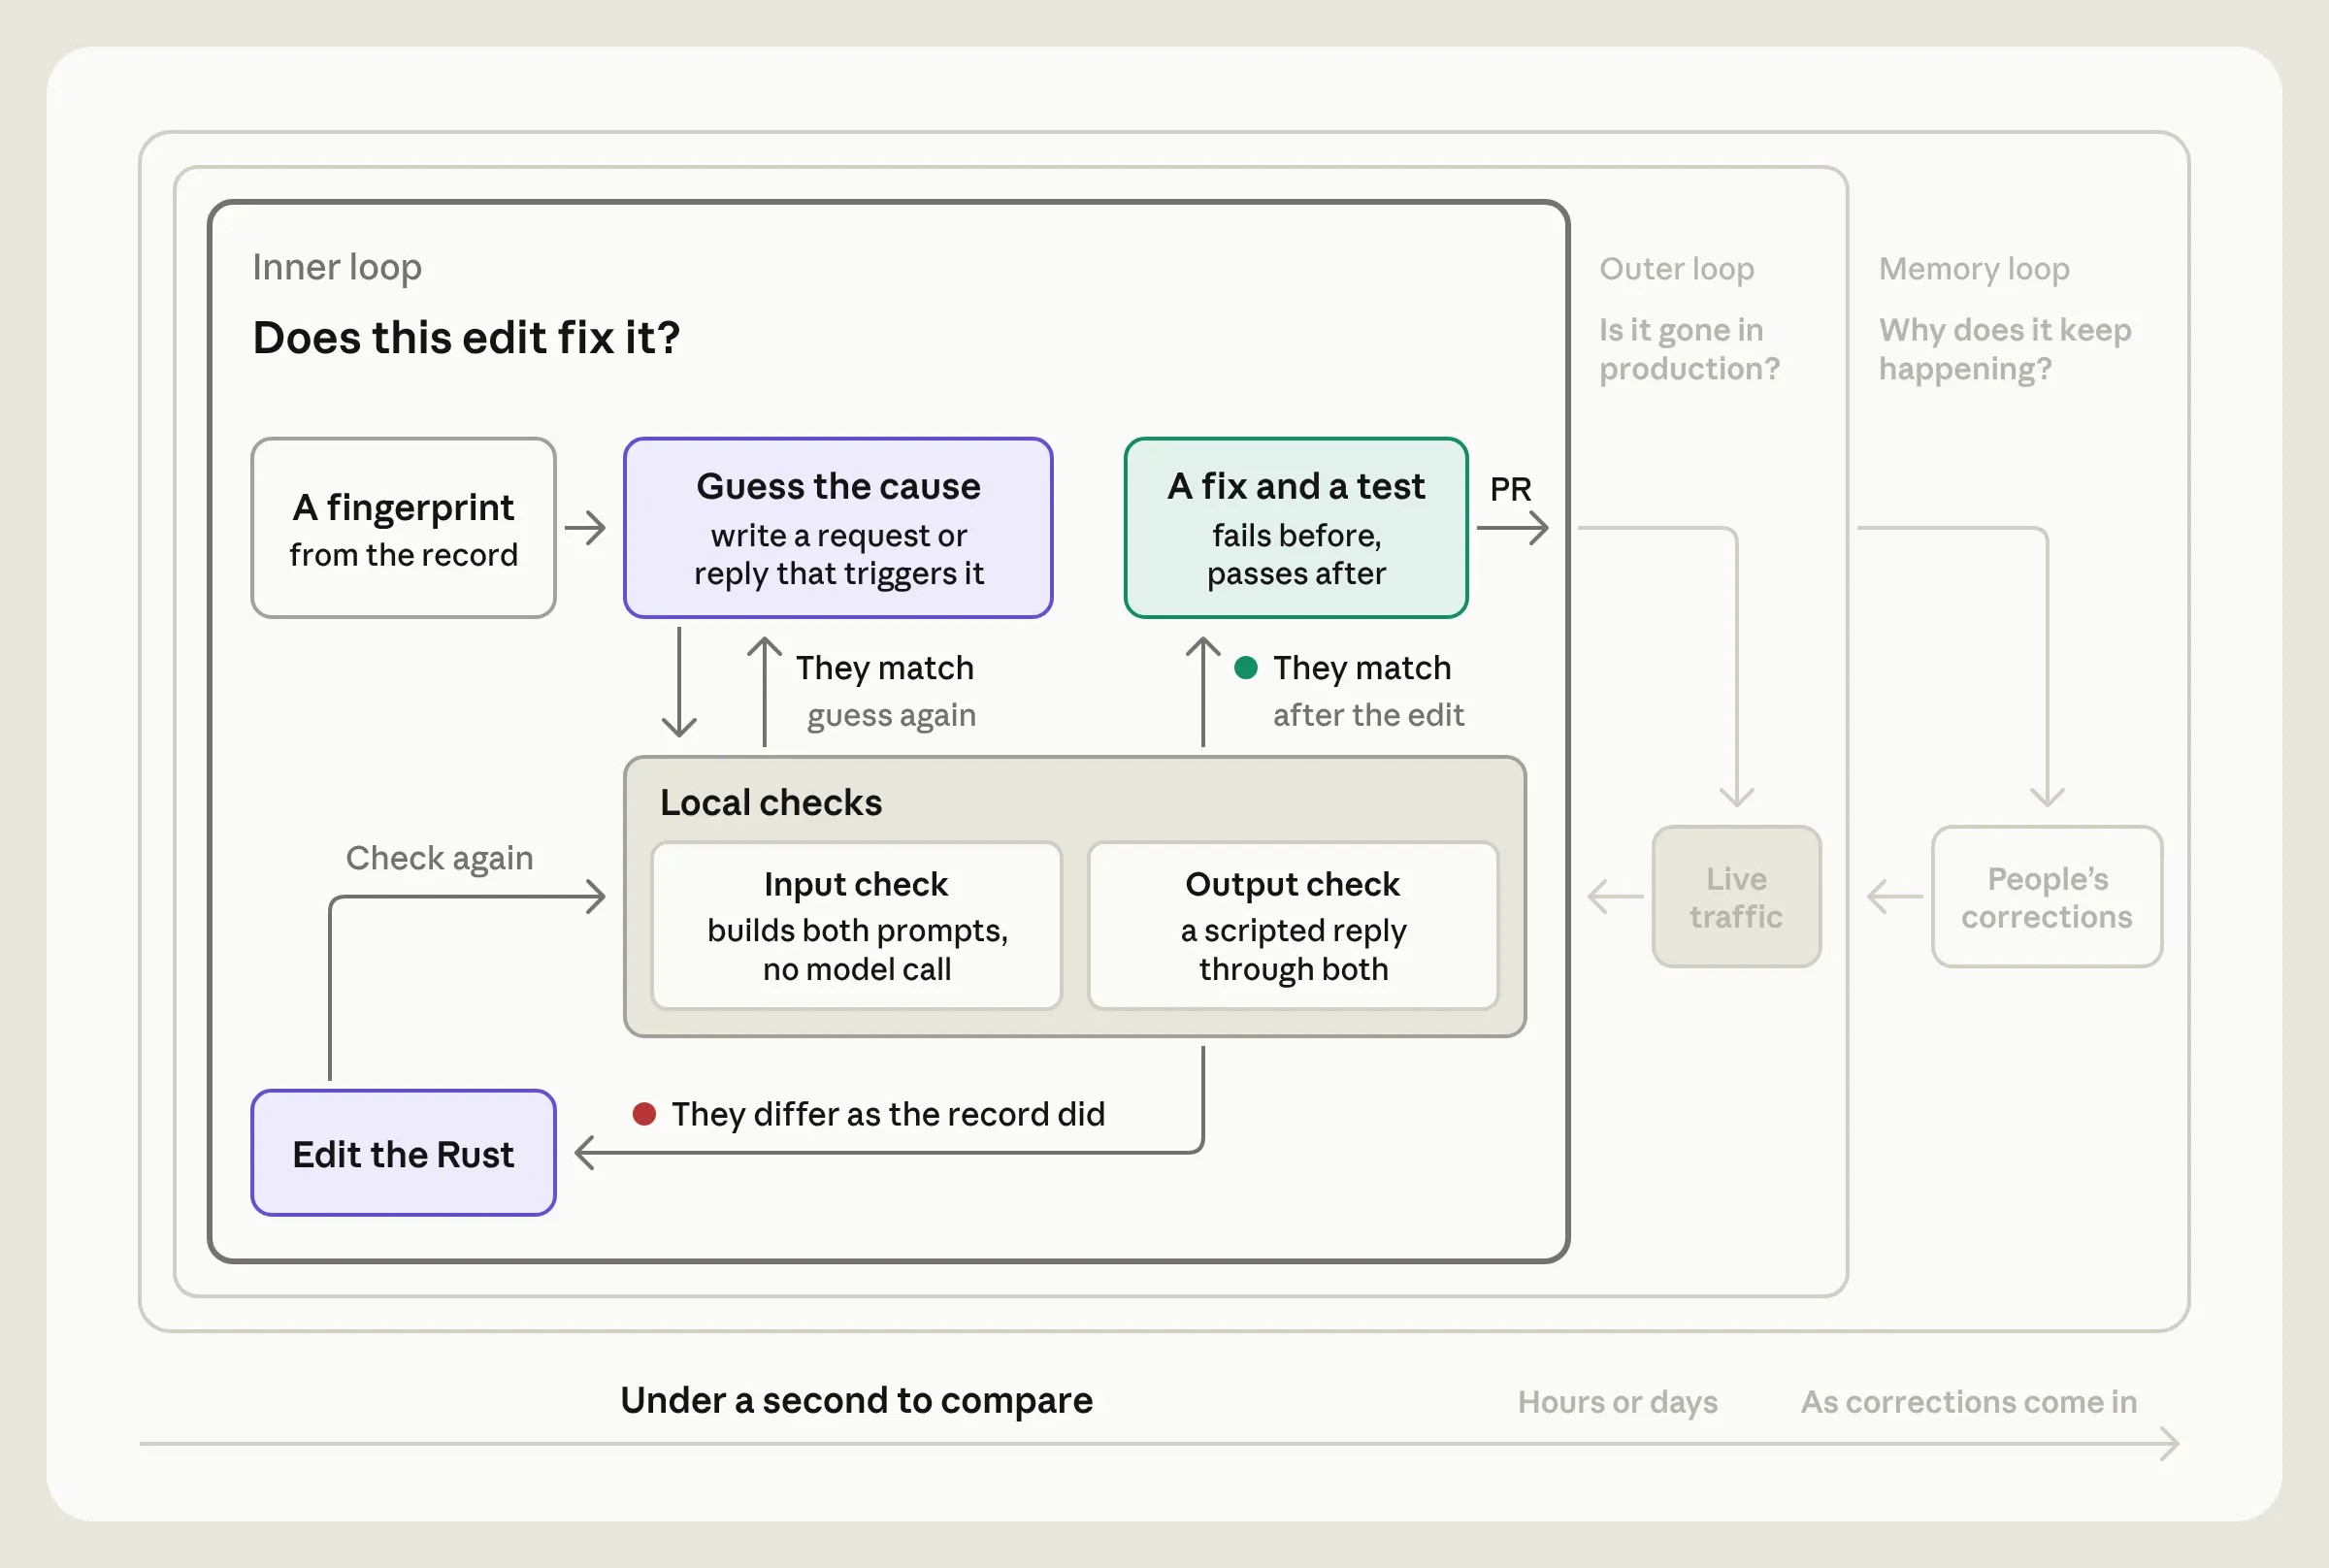 Inner loop
Does this edit fix it?
Outer loop
Is it gone in
production?
Memory loop
Why does it keep
happening?
A fingerprint
from the record
Guess the cause
write a request or
reply that triggers it
A fix and a test
fails before,
passes after
PR
They match
guess again
They match
after the edit
Local checks
Input check
builds both prompts,
no model call
Output check
a scripted reply
through both
Check again
Live
traffic
People’s
corrections
They differ as the record did
Edit the Rust
Under a second to compare
Hours or days
As corrections come in